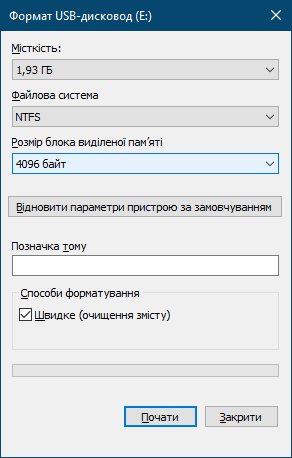 Формат USB-дисковод (E:)
Місткість:
1,93 ГБ
Файлова система
NTFS
Розмір блока виділеної пам’яті
4096 байт
Відновити параметри пристрою за замовчуванням
Позначка тому
Способи форматування
Швидке (очищення змісту)
Почати
Закрити